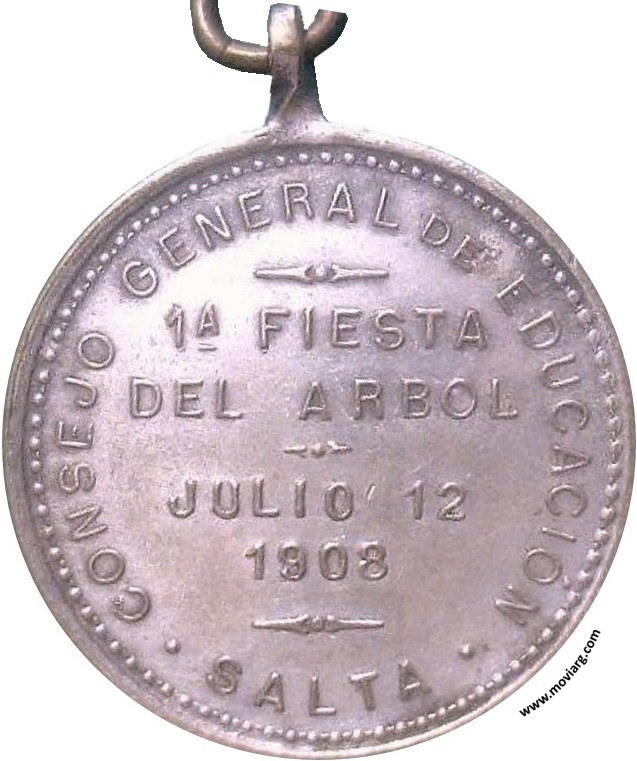 CONSEJO GENERAL DE EDUCACIÓN
1A FIESTA
DEL ARBOL
JULIO 12
1908
· SALTA ·
www.moviarg.com